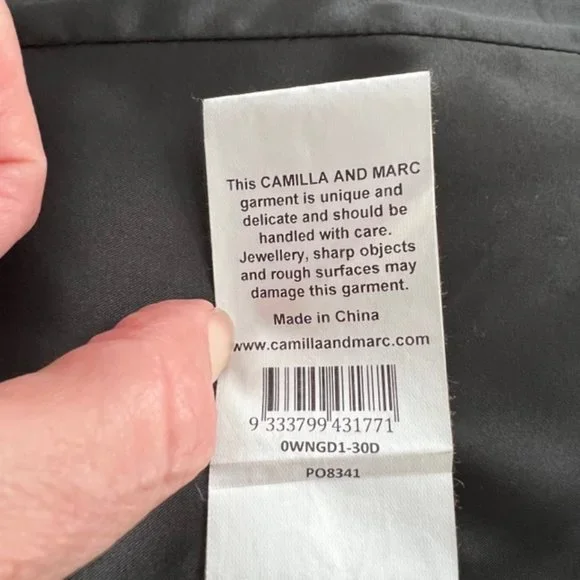 This CAMILLA AND MARC
garment is unique and
delicate and should be
handled with care.
Jewellery, sharp objects
and rough surfaces may
damage this garment.
Made in China
www.camillaandmarc.com
9 333799 431771
0WNGD1-30D
PO8341